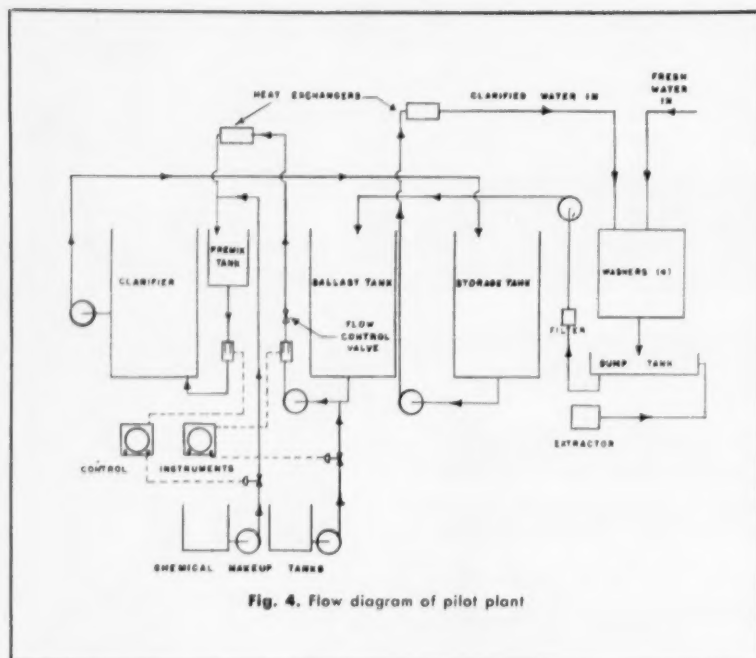 HEAT EXCHANGERS
CLARIFIED WATER IN
FRESH
WATER
IN
CLARIFIER
PREMIX
TANK
BALLAST TANK
STORAGE TANK
WASHERS (4)
FLOW
CONTROL
VALVE
FILTER
DUMP TANK
EXTRACTOR
CONTROL INSTRUMENTS
CHEMICAL MAKEUP TANKS
Fig. 4. Flow diagram of pilot plant